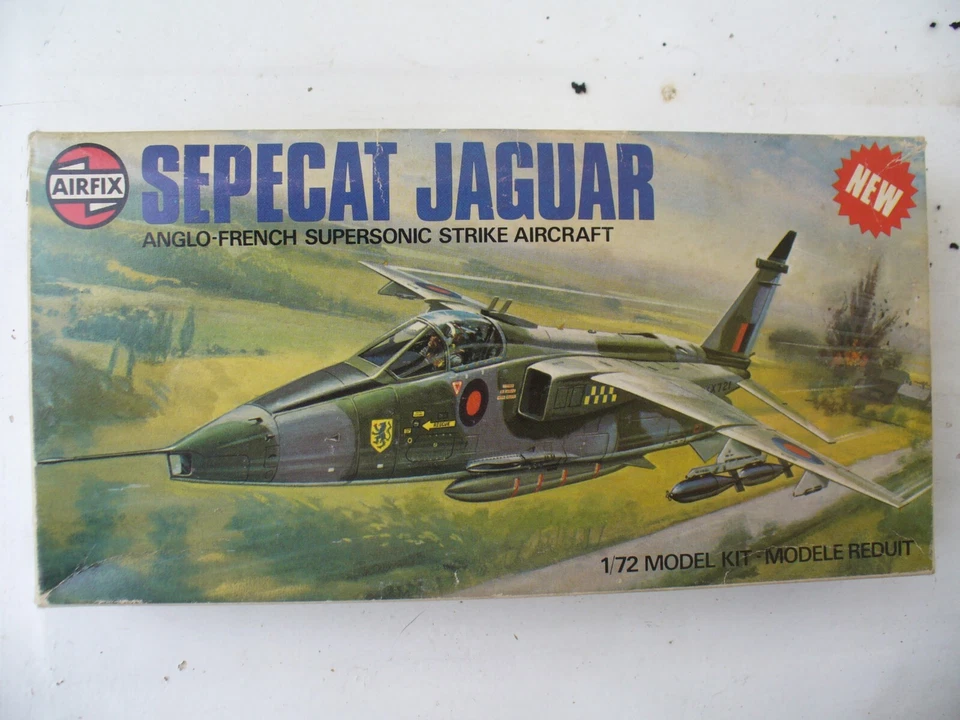 AIRFIX
SEPECAT JAGUAR
NEW
ANGLO-FRENCH SUPERSONIC STRIKE AIRCRAFT
1/72 MODEL KIT - MODELE REDUIT